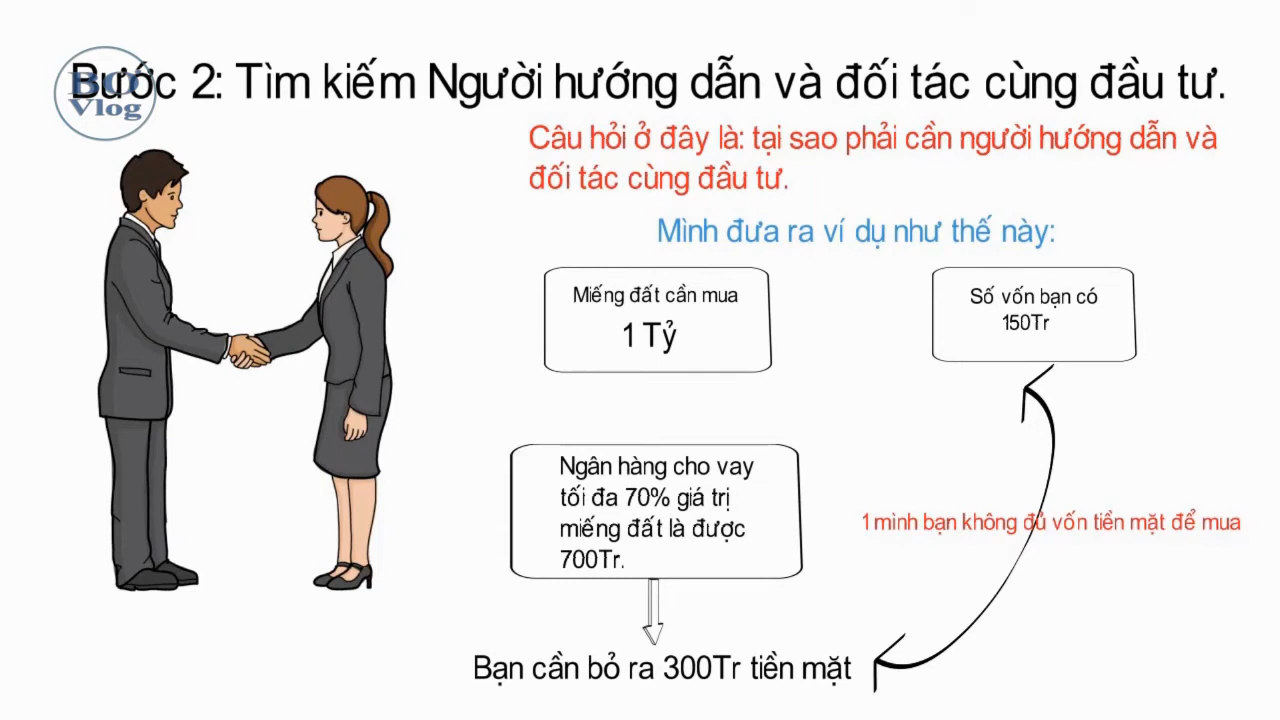 BO
Vlog
Bước 2: Tìm kiếm Người hướng dẫn và đối tác cùng đầu tư.
Câu hỏi ở đây là: tại sao phải cần người hướng dẫn và
đối tác cùng đầu tư.
Mình đưa ra ví dụ như thế này:
Miếng đất cần mua
1 Tỷ
Số vốn bạn có
150Tr
Ngân hàng cho vay
tối đa 70% giá trị
miếng đất là được
700Tr.
1 mình bạn không đủ vốn tiền mặt để mua
Bạn cần bỏ ra 300Tr tiền mặt